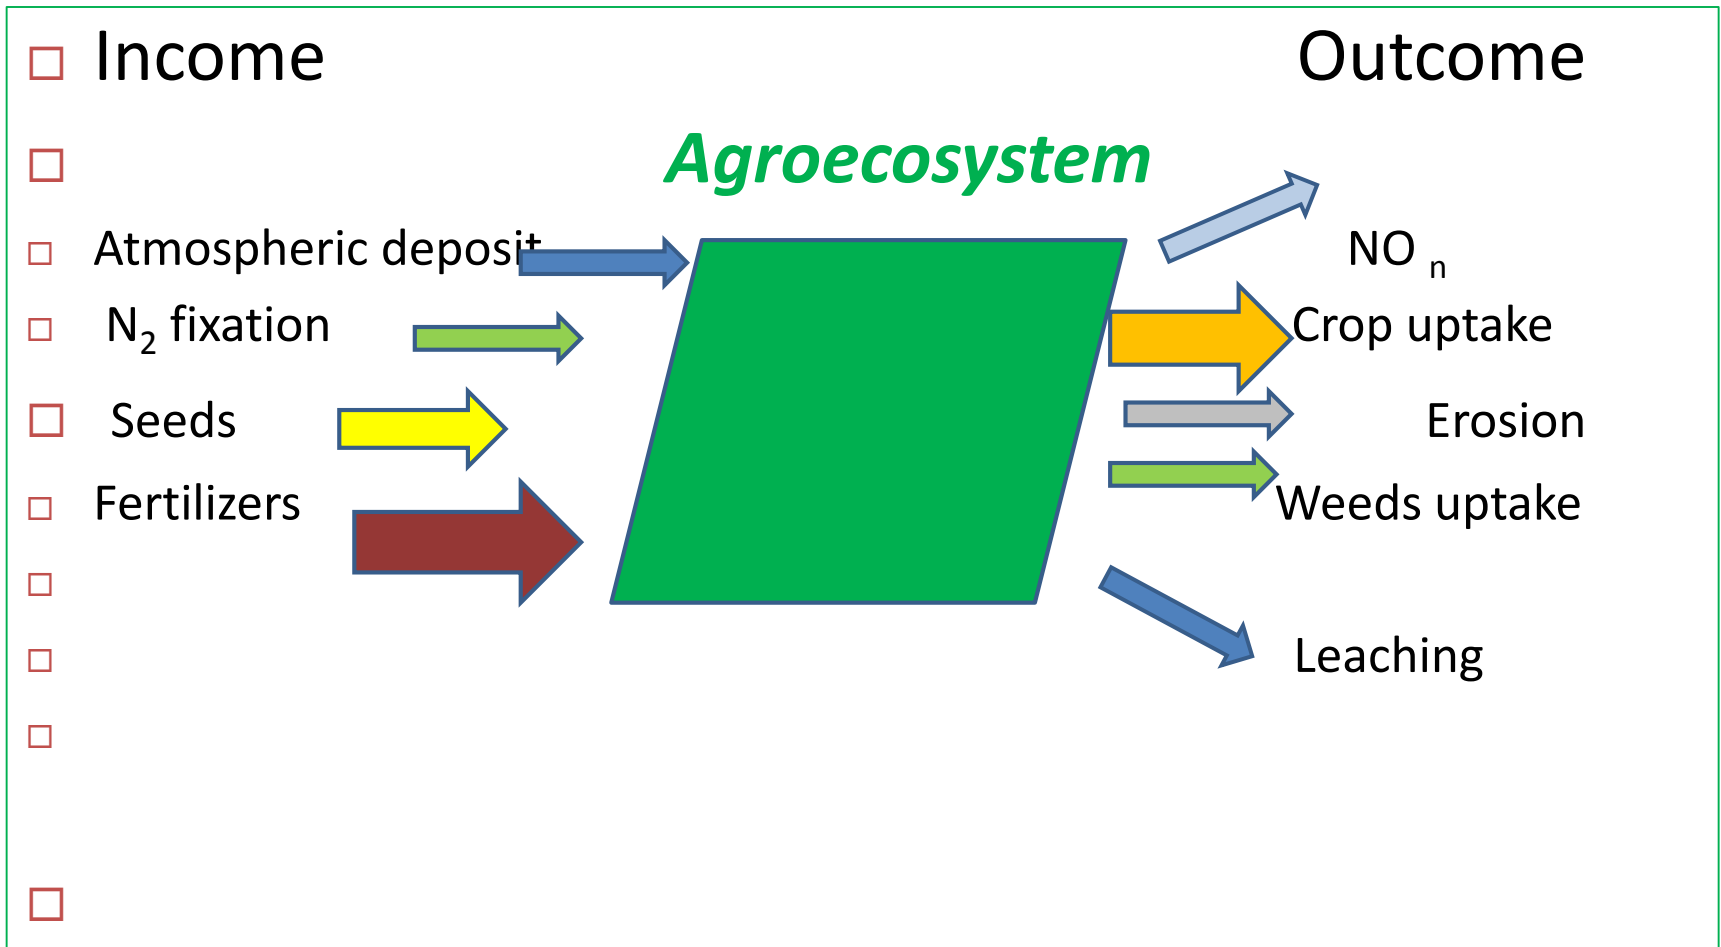 Income Outcome
Agroecosystem
Atmospheric deposit NO n
N2 fixation Crop uptake
Seeds Erosion
Fertilizers Weeds uptake
Leaching